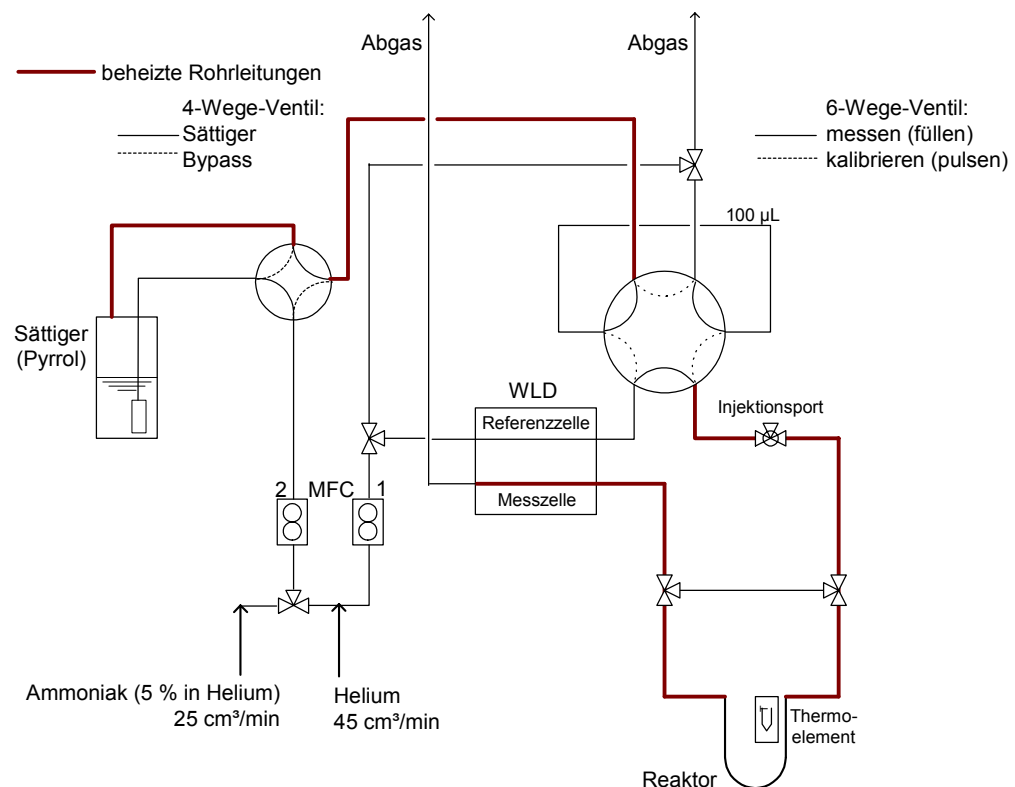 Abgas
Abgas
beheizte Rohrleitungen
4-Wege-Ventil:
Sättiger
Bypass
6-Wege-Ventil:
messen (füllen)
kalibrieren (pulsen)
100 µL
Sättiger
(Pyrrol)
WLD
Referenzzelle
Messzelle
Injektionsport
2 MFC 1
Ammoniak (5 % in Helium)
25 cm³/min
Helium
45 cm³/min
Thermo-
element
Reaktor